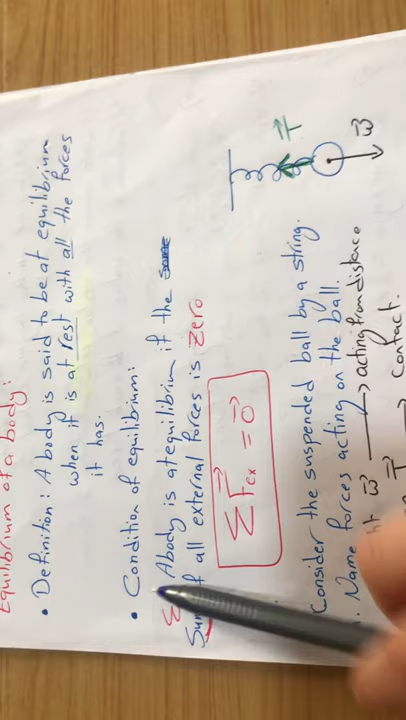 Equilibrium of a body:
• Definition: A body is said to be at equilibrium
when it is at rest with all the forces
it has.
• Condition of equilibrium:
Σ A body is at equilibrium if the
Sum of all external forces is zero
ΣF⃗ex = 0⃗
T⃗
w⃗
Consider the suspended ball by a string.
. Name forces acting on the ball.
ht w⃗ → acting from distance
T⃗ → contact.